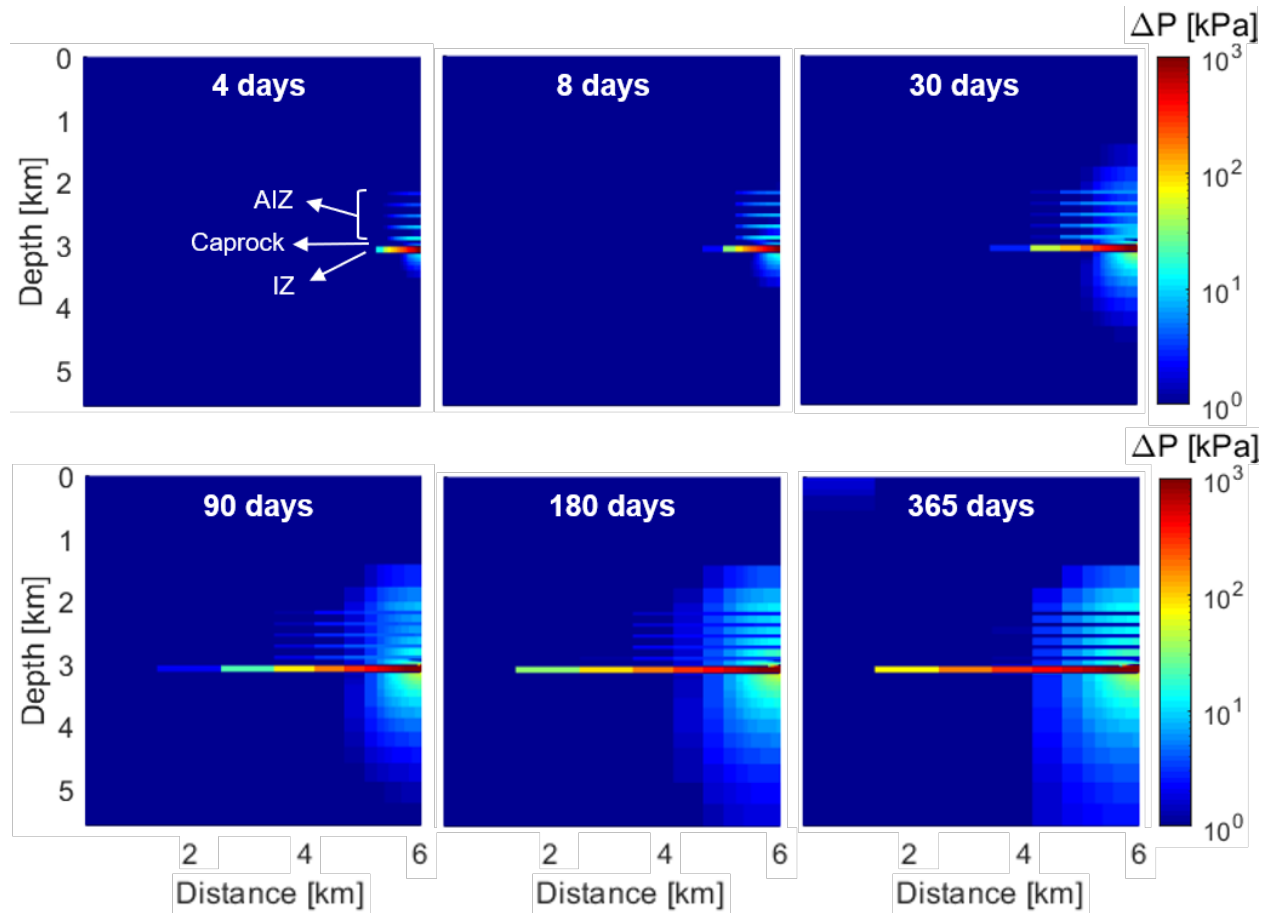 ΔP [kPa]
0
1
2
3
4
5
Depth [km]
4 days
AIZ
Caprock
IZ
8 days
30 days
10³
10²
10¹
10⁰
ΔP [kPa]
0
1
2
3
4
5
Depth [km]
90 days
180 days
365 days
10³
10²
10¹
10⁰
2 4 6
Distance [km]
2 4 6
Distance [km]
2 4 6
Distance [km]